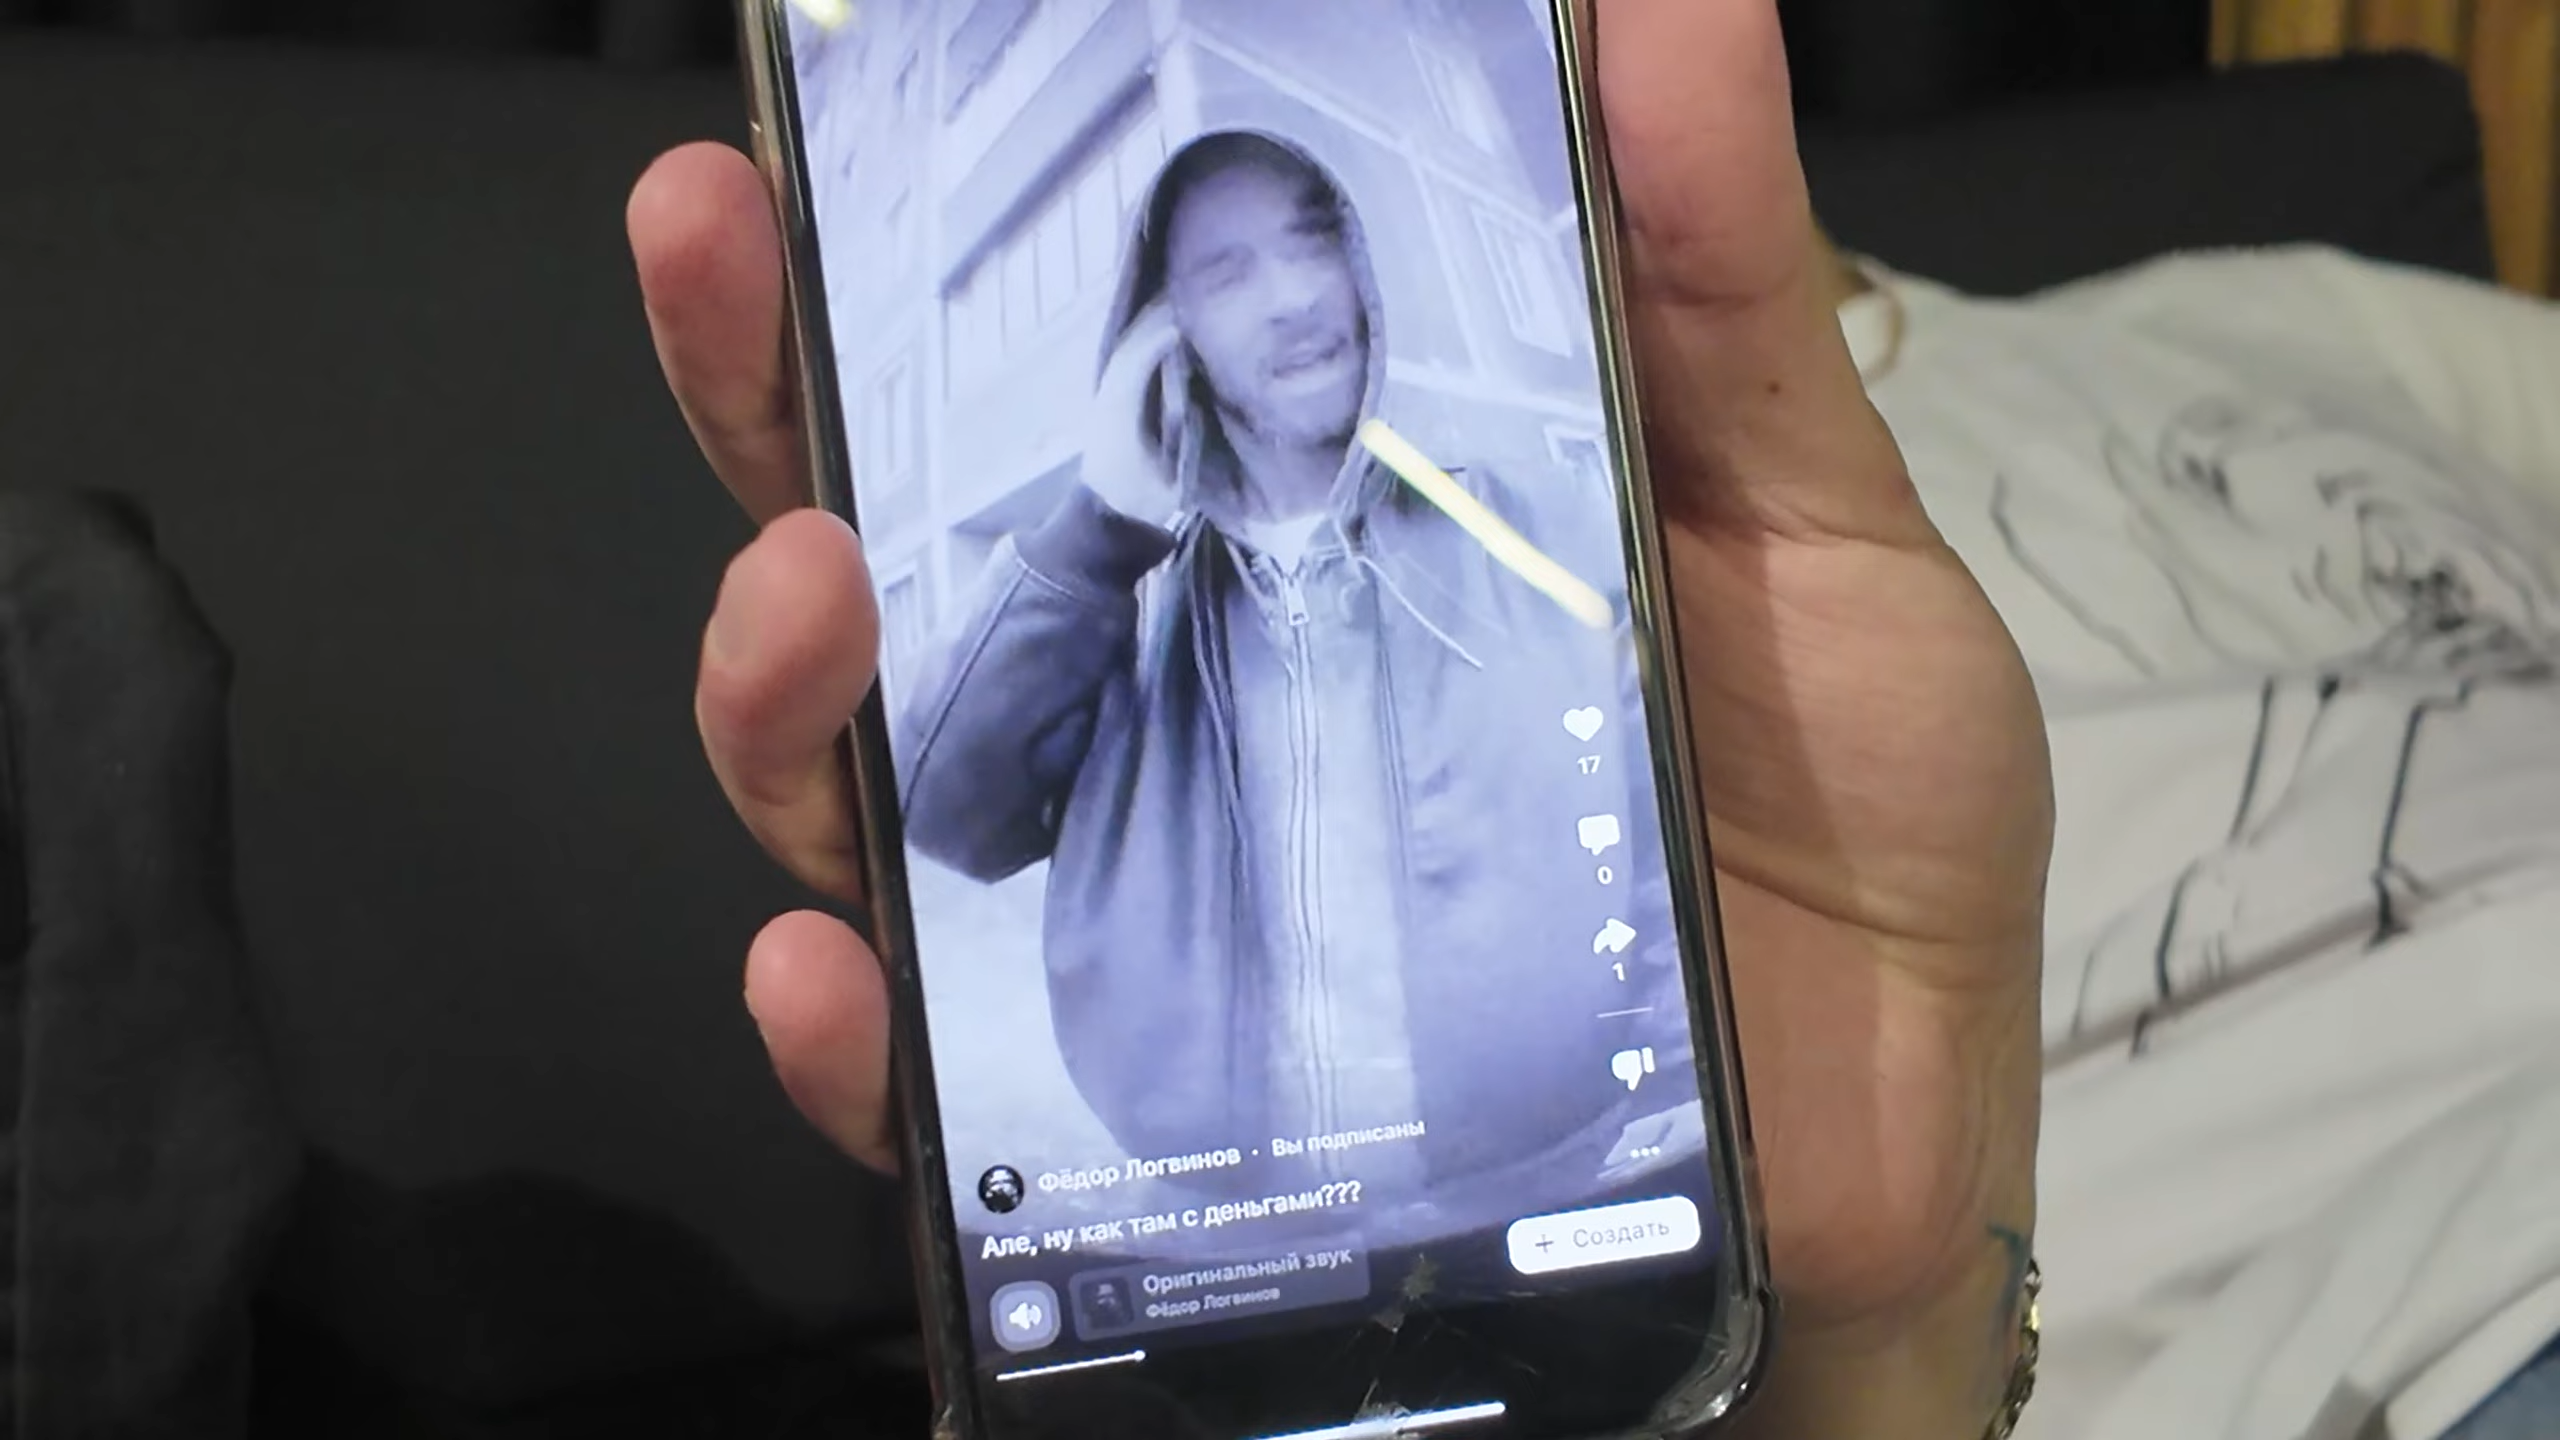 17
0
1
Фёдор Логвинов · Вы подписаны
Але, ну как там с деньгами???
+ Создать
Оригинальный звук
Фёдор Логвинов